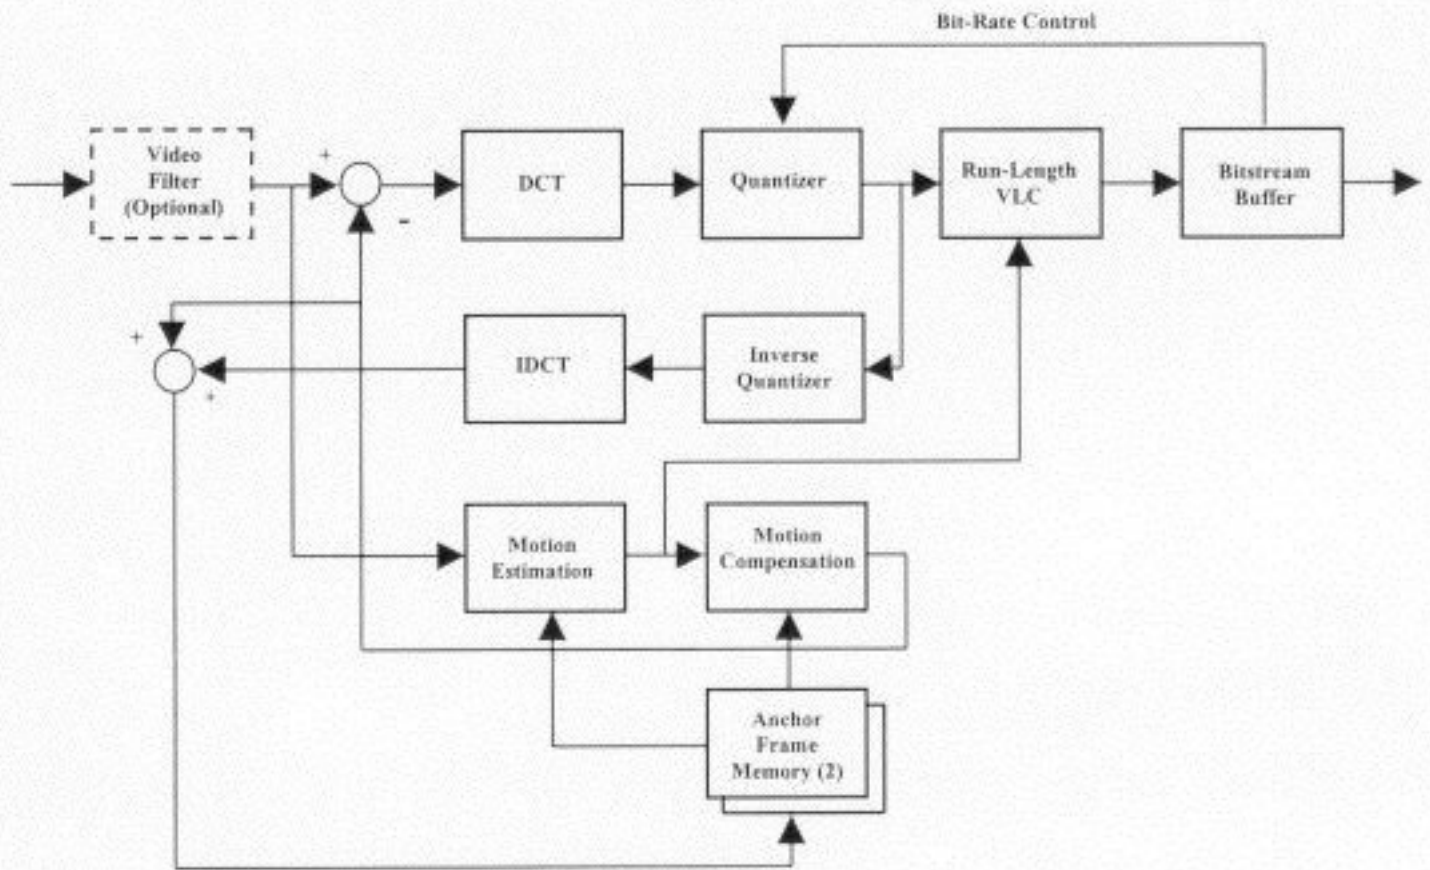 Bit-Rate Control
Video
Filter
(Optional)
+
-
DCT
Quantizer
Run-Length
VLC
Bitstream
Buffer
+
+
IDCT
Inverse
Quantizer
Motion
Estimation
Motion
Compensation
Anchor
Frame
Memory (2)